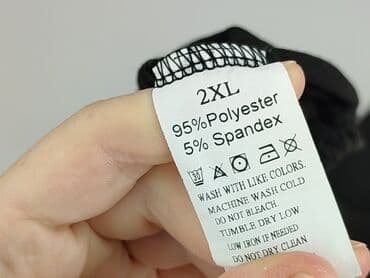 2XL
95%Polyester
5% Spandex
WASH WITH LIKE COLORS.
MACHINE WASH COLD
DO NOT BLEACH.
TUMBLE DRY LOW
LOW IRON IF NEEDED
DO NOT DRY CLEAN